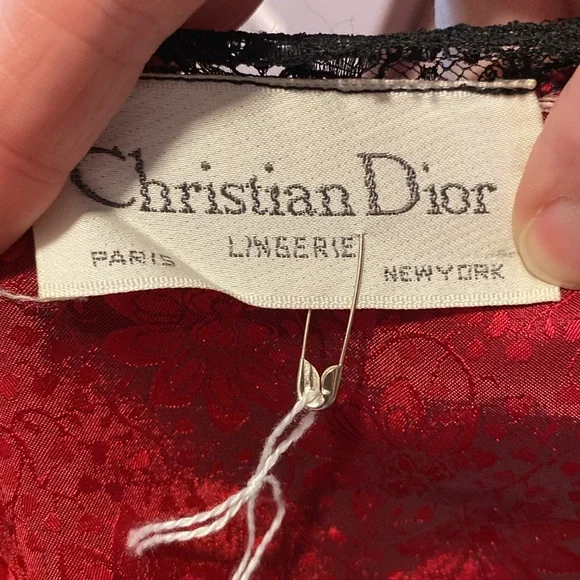 Christian Dior
PARIS LINGERIE NEW YORK